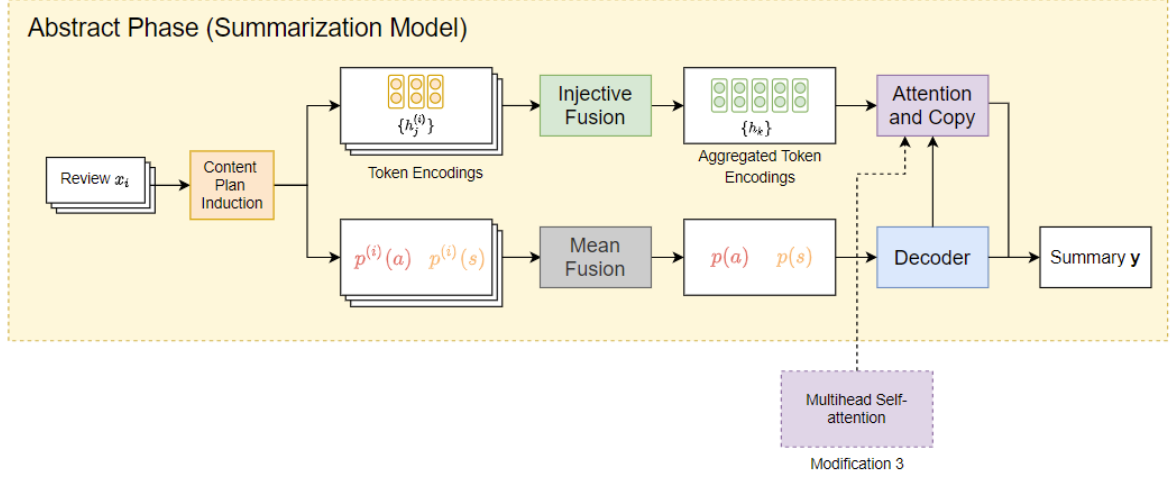 Abstract Phase (Summarization Model)
Review x_i
Content
Plan
Induction
{h_j^{(i)}}
Token Encodings
Injective
Fusion
{h_k}
Aggregated Token
Encodings
Attention
and Copy
p^{(i)}(a) p^{(i)}(s)
Mean
Fusion
p(a) p(s)
Decoder
Summary y
Multihead Self-
attention
Modification 3